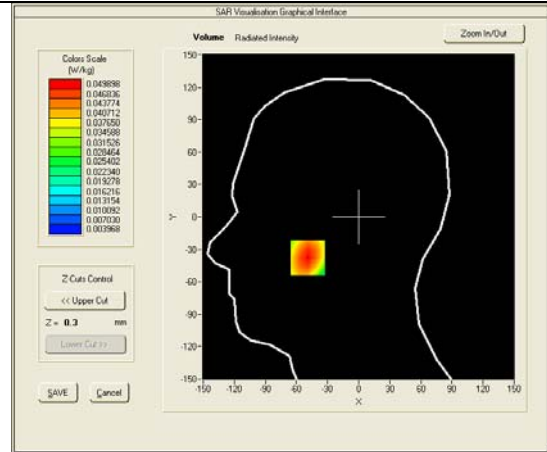 SAR Visualisation Graphical Interface
Volume Radiated Intensity
Zoom In/Out
Colors Scale
(W/kg)
0.049898
0.046836
0.043774
0.040712
0.037650
0.034588
0.031526
0.028464
0.025402
0.022340
0.019278
0.016216
0.013154
0.010092
0.007030
0.003968
Z Cuts Control
<< Upper Cut
Z = 0.3 mm
Lower Cut >>
SAVE Cancel
150-
120-
90-
60-
30-
0-
-30-
-60-
-90-
-120-
-150-
Y
-150 -120 -90 -60 -30 0 30 60 90 120 150
X